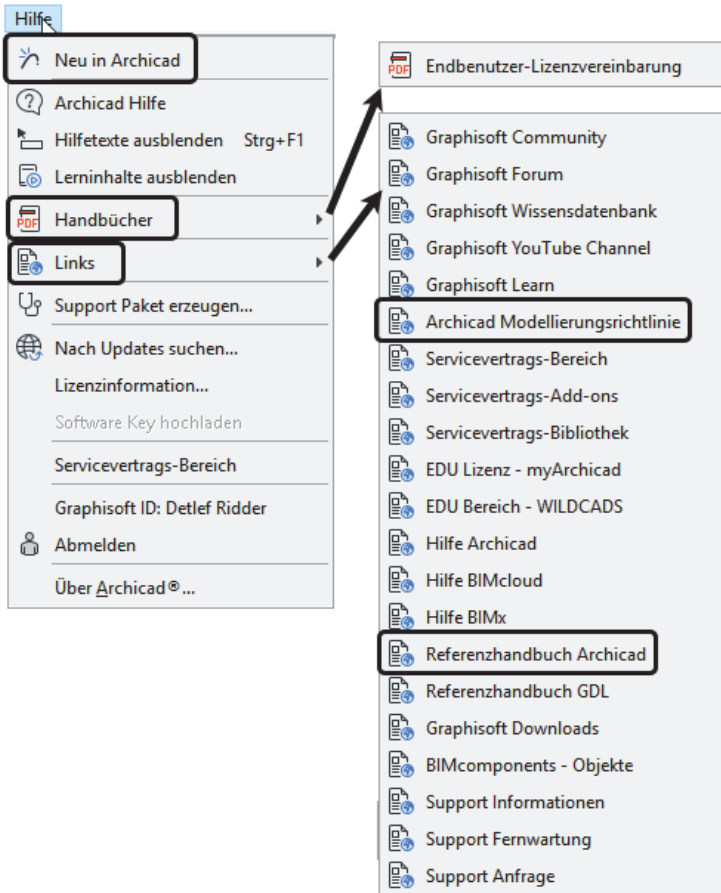 Hilfe
Neu in Archicad
Archicad Hilfe
Hilfetexte ausblenden Strg+F1
Lerninhalte ausblenden
PDF Handbücher
Links
Support Paket erzeugen...
Nach Updates suchen...
Lizenzinformation...
Software Key hochladen
Servicevertrags-Bereich
Graphisoft ID: Detlef Ridder
Abmelden
Über Archicad®...
PDF Endbenutzer-Lizenzvereinbarung
Graphisoft Community
Graphisoft Forum
Graphisoft Wissensdatenbank
Graphisoft YouTube Channel
Graphisoft Learn
Archicad Modellierungsrichtlinie
Servicevertrags-Bereich
Servicevertrags-Add-ons
Servicevertrags-Bibliothek
EDU Lizenz - myArchicad
EDU Bereich - WILDCADS
Hilfe Archicad
Hilfe BIMcloud
Hilfe BIMx
Referenzhandbuch Archicad
Referenzhandbuch GDL
Graphisoft Downloads
BIMcomponents - Objekte
Support Informationen
Support Fernwartung
Support Anfrage